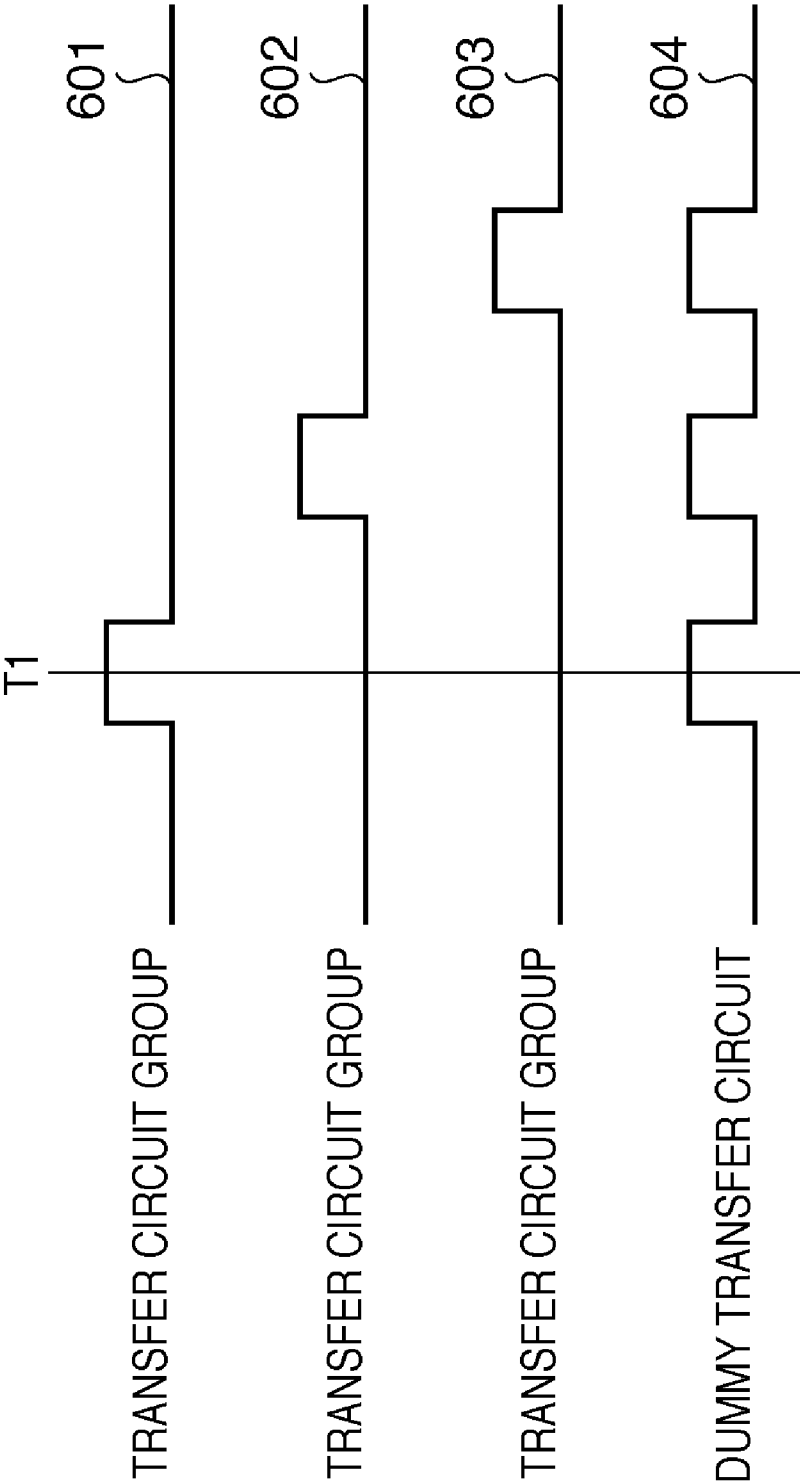 T1
TRANSFER CIRCUIT GROUP
601
TRANSFER CIRCUIT GROUP
602
TRANSFER CIRCUIT GROUP
603
DUMMY TRANSFER CIRCUIT
604